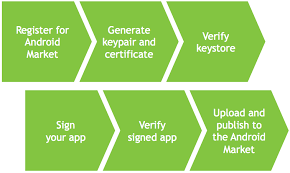 Register for
Android
Market
Generate
keypair and
certificate
Verify
keystore
Sign
your app
Verify
signed app
Upload and
publish to
the Android
Market